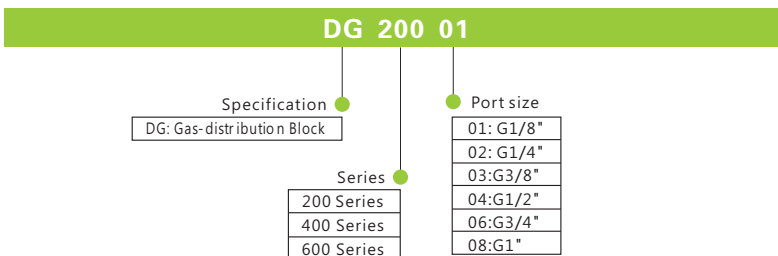 DG 200 01
Specification
DG: Gas-distribution Block
Series
200 Series
400 Series
600 Series
Port size
01: G1/8"
02: G1/4"
03:G3/8"
04:G1/2"
06:G3/4"
08:G1"